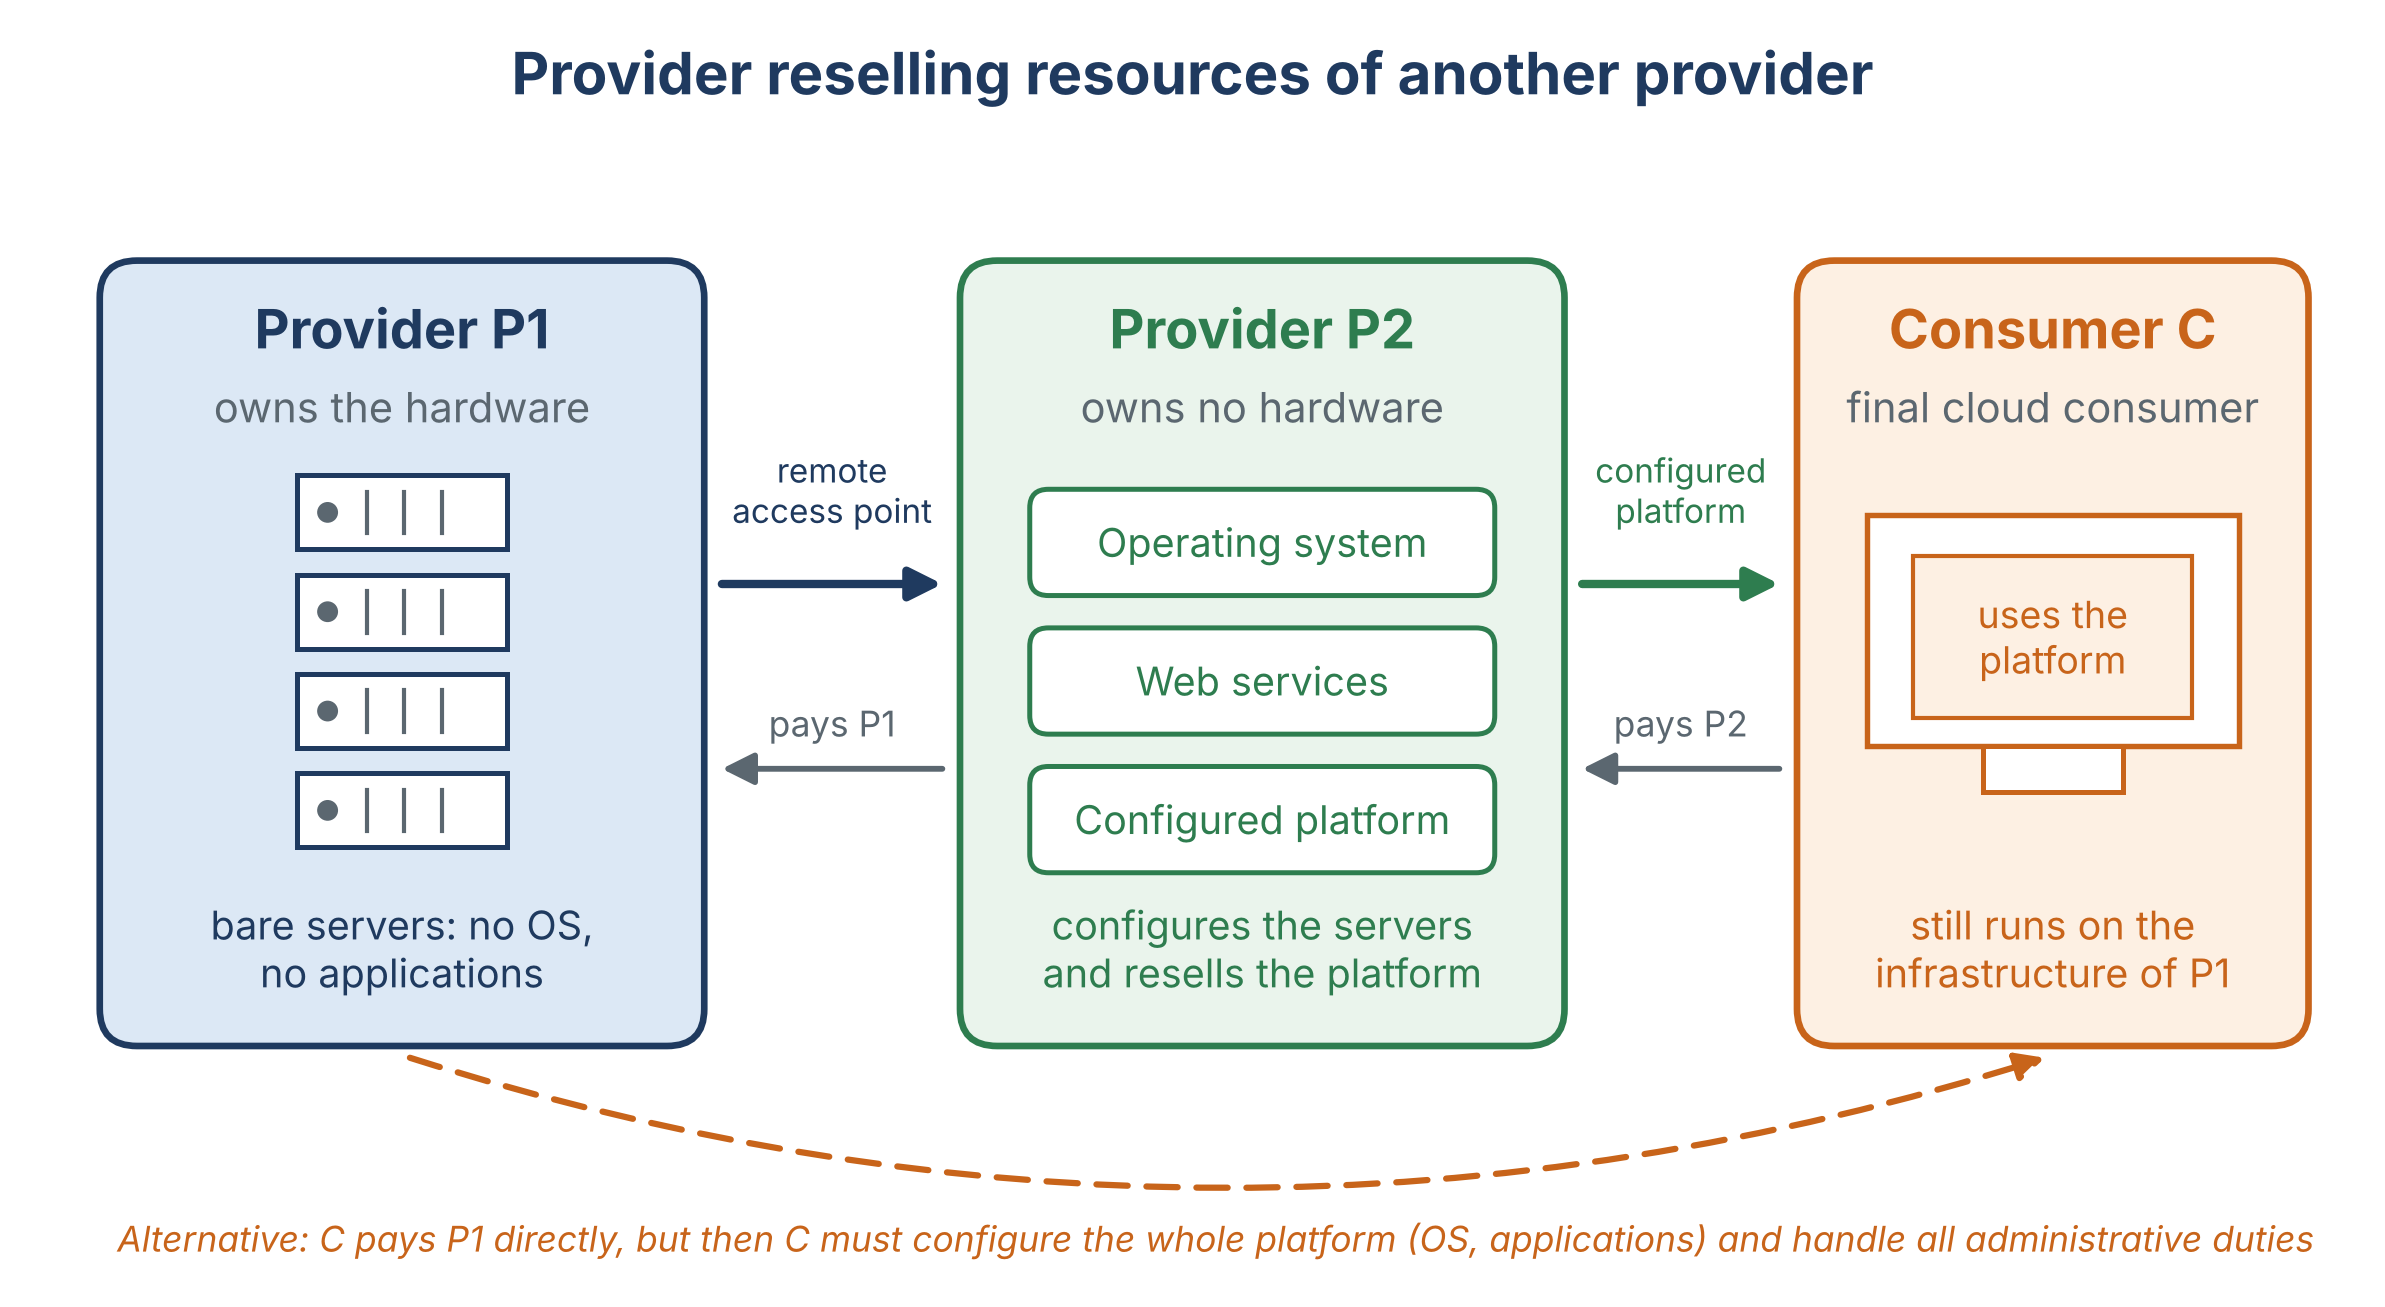 Provider reselling resources of another provider
Provider P1
owns the hardware
bare servers: no OS,
no applications
remote
access point
pays P1
Provider P2
owns no hardware
Operating system
Web services
Configured platform
configures the servers
and resells the platform
configured
platform
pays P2
Consumer C
final cloud consumer
uses the
platform
still runs on the
infrastructure of P1
Alternative: C pays P1 directly, but then C must configure the whole platform (OS, applications) and handle all administrative duties